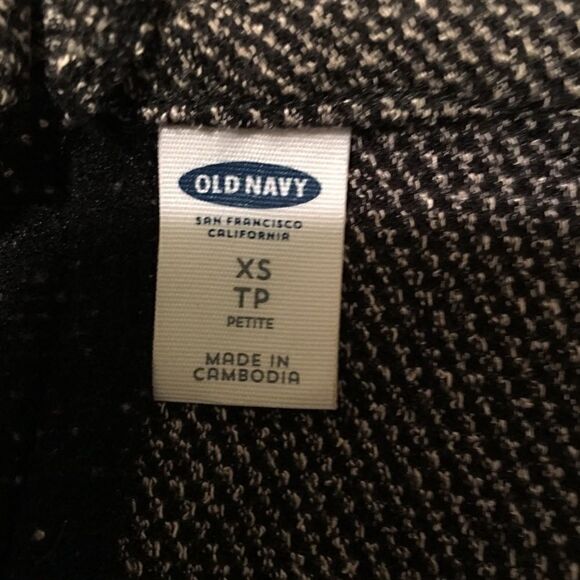 OLD NAVY
SAN FRANCISCO
CALIFORNIA
XS
TP
PETITE
MADE IN
CAMBODIA